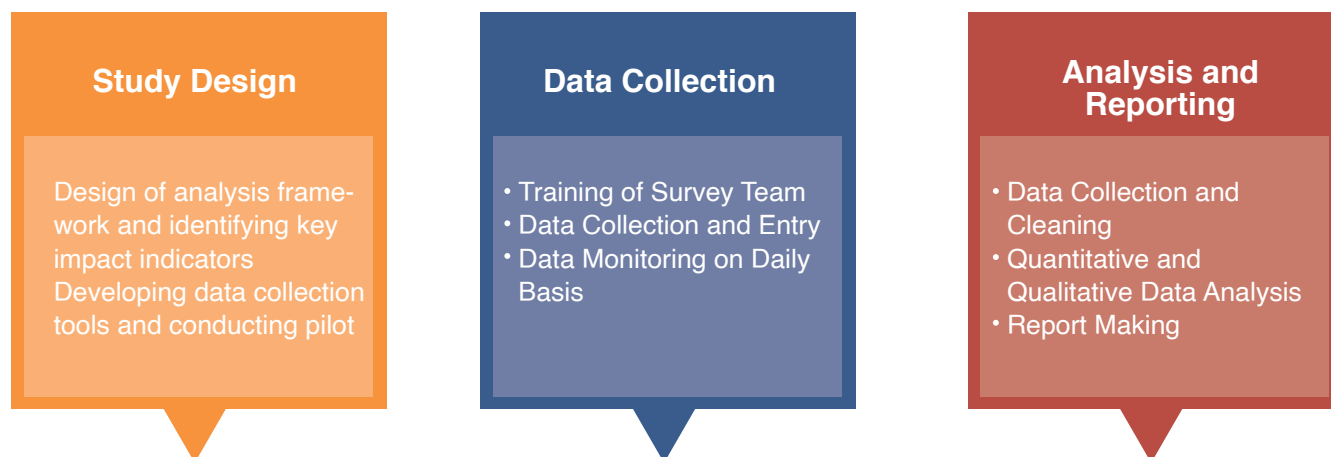 Study Design
Design of analysis frame-
work and identifying key
impact indicators
Developing data collection
tools and conducting pilot
Data Collection
• Training of Survey Team
• Data Collection and Entry
• Data Monitoring on Daily
Basis
Analysis and
Reporting
• Data Collection and
Cleaning
• Quantitative and
Qualitative Data Analysis
• Report Making